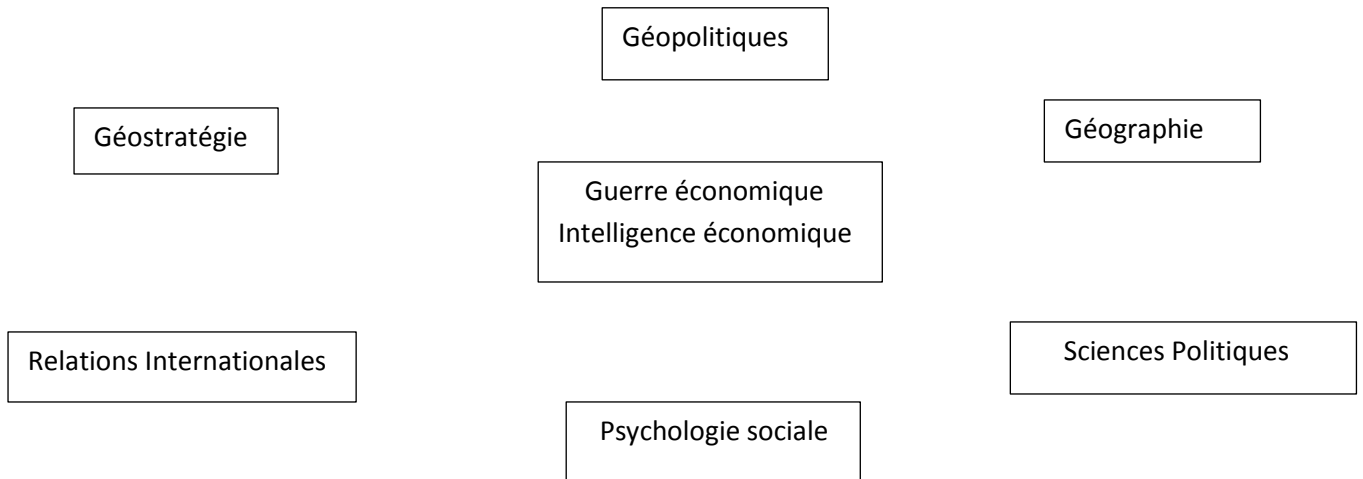 Géopolitiques
Géostratégie
Géographie
Guerre économique
Intelligence économique
Relations Internationales
Sciences Politiques
Psychologie sociale